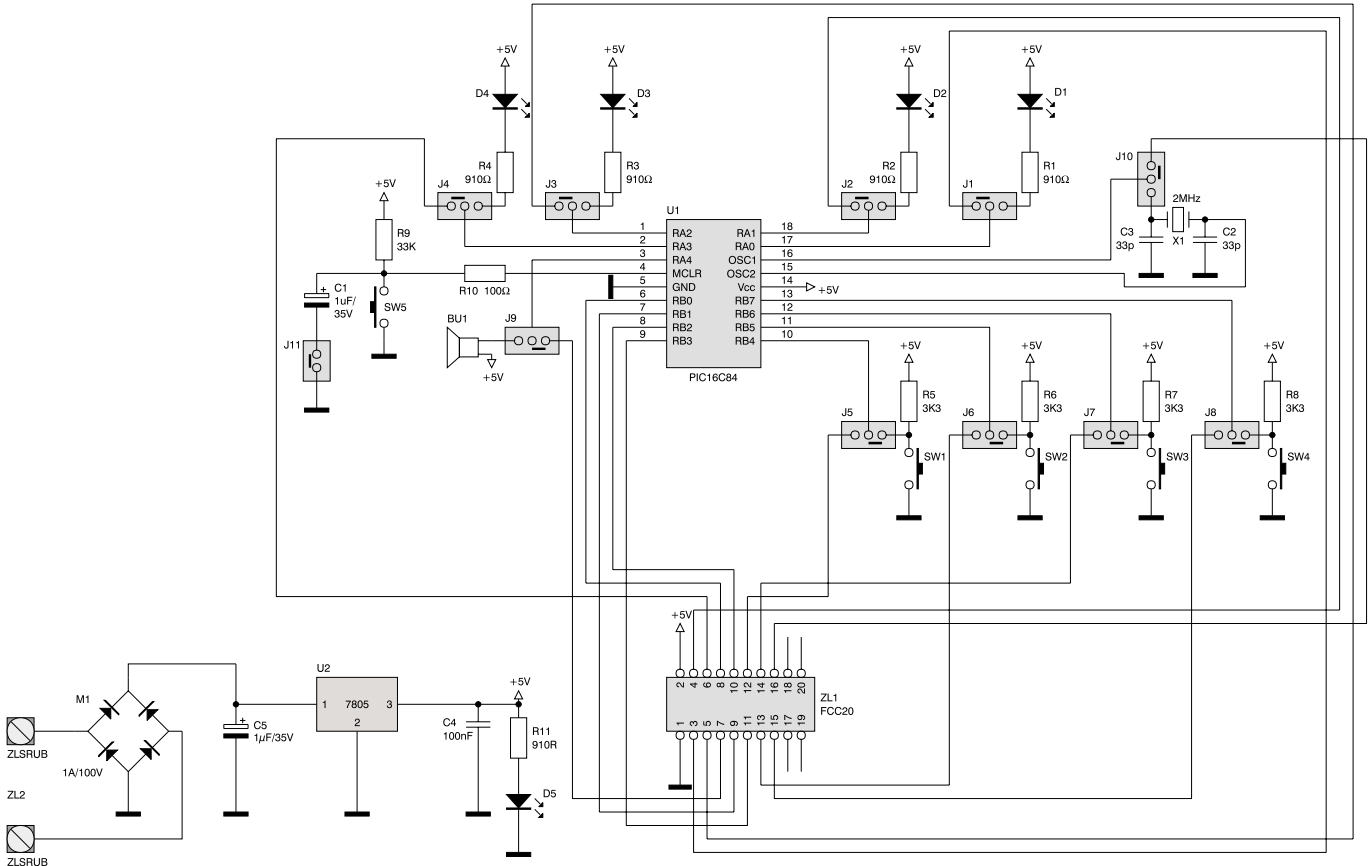 +5V
+5V
+5V
+5V
D4
D3
D2
D1
R4
910Ω
R3
910Ω
R2
910Ω
R1
910Ω
J10
+5V
J4
J3
J2
J1
2MHz
R9
33K
U1
C3
33p
X1
C2
33p
1
RA2
RA1
18
2
RA3
RA0
17
3
RA4
OSC1
16
4
MCLR
OSC2
15
5
GND
Vcc
14
+5V
6
RB0
RB7
13
7
RB1
RB6
12
8
RB2
RB5
11
9
RB3
RB4
10
PIC16C84
R10 100Ω
C1
1uF/
35V
+
SW5
J11
BU1
J9
+5V
+5V
+5V
+5V
+5V
R5
3K3
R6
3K3
R7
3K3
R8
3K3
J5
J6
J7
J8
SW1
SW2
SW3
SW4
+5V
2
4
6
8
10
12
14
16
18
20
1
3
5
7
9
11
13
15
17
19
ZL1
FCC20
M1
1A/100V
ZLSRUB
ZL2
ZLSRUB
+
C5
1µF/35V
U2
1
7805
3
2
C4
100nF
+5V
R11
910R
D5